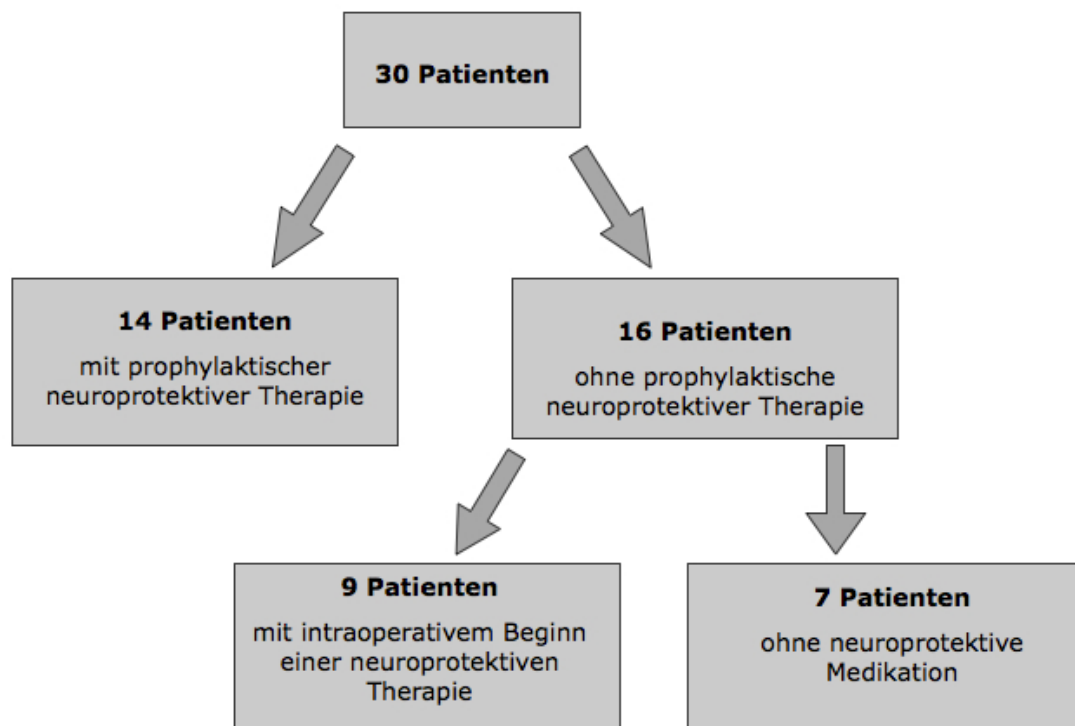 30 Patienten
14 Patienten
mit prophylaktischer
neuroprotektiver Therapie
16 Patienten
ohne prophylaktische
neuroprotektiver Therapie
9 Patienten
mit intraoperativem Beginn
einer neuroprotektiven
Therapie
7 Patienten
ohne neuroprotektive
Medikation